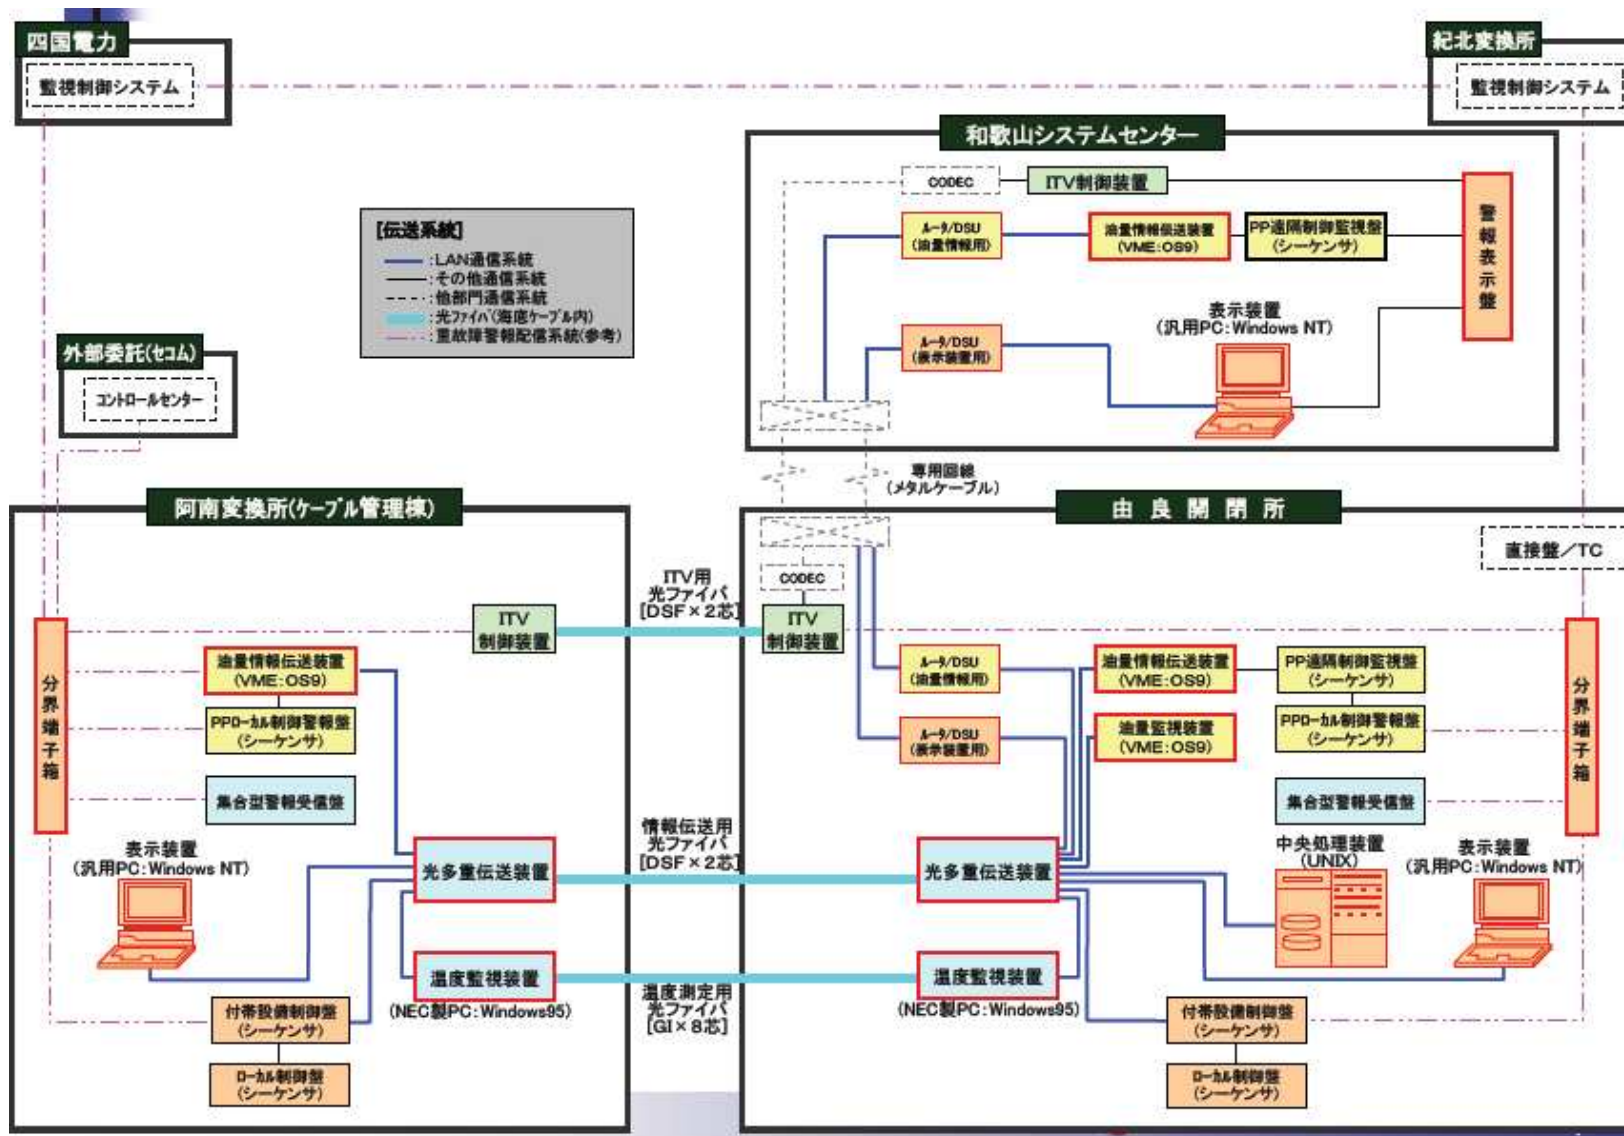 四国電力
監視制御システム
紀北変換所
監視制御システム
和歌山システムセンター
CODEC
ITV制御装置
ルータ/DSU
(油量情報用)
油量情報伝送装置
(VME:OS9)
PP遠隔制御監視盤
(シーケンサ)
警報表示盤
ルータ/DSU
(表示装置用)
表示装置
(汎用PC:Windows NT)
[伝送系統]
:LAN通信系統
:その他通信系統
:他部門通信系統
:光ファイバ(海底ケーブル内)
:重故障警報配信系統(参考)
外部委託(セコム)
コントロールセンター
専用回線
(メタルケーブル)
阿南変換所(ケーブル管理棟)
分界端子箱
ITV
制御装置
油量情報伝送装置
(VME:OS9)
PPローカル制御警報盤
(シーケンサ)
集合型警報受信盤
表示装置
(汎用PC:Windows NT)
光多重伝送装置
温度監視装置
(NEC製PC:Windows95)
付帯設備制御盤
(シーケンサ)
ローカル制御盤
(シーケンサ)
ITV用
光ファイバ
[DSF×2芯]
情報伝送用
光ファイバ
[DSF×2芯]
温度測定用
光ファイバ
[GI×8芯]
由良開閉所
直接盤/TC
CODEC
ITV
制御装置
ルータ/DSU
(油量情報用)
ルータ/DSU
(表示装置用)
油量情報伝送装置
(VME:OS9)
油量監視装置
(VME:OS9)
PP遠隔制御監視盤
(シーケンサ)
PPローカル制御警報盤
(シーケンサ)
集合型警報受信盤
分界端子箱
光多重伝送装置
中央処理装置
(UNIX)
表示装置
(汎用PC:Windows NT)
温度監視装置
(NEC製PC:Windows95)
付帯設備制御盤
(シーケンサ)
ローカル制御盤
(シーケンサ)